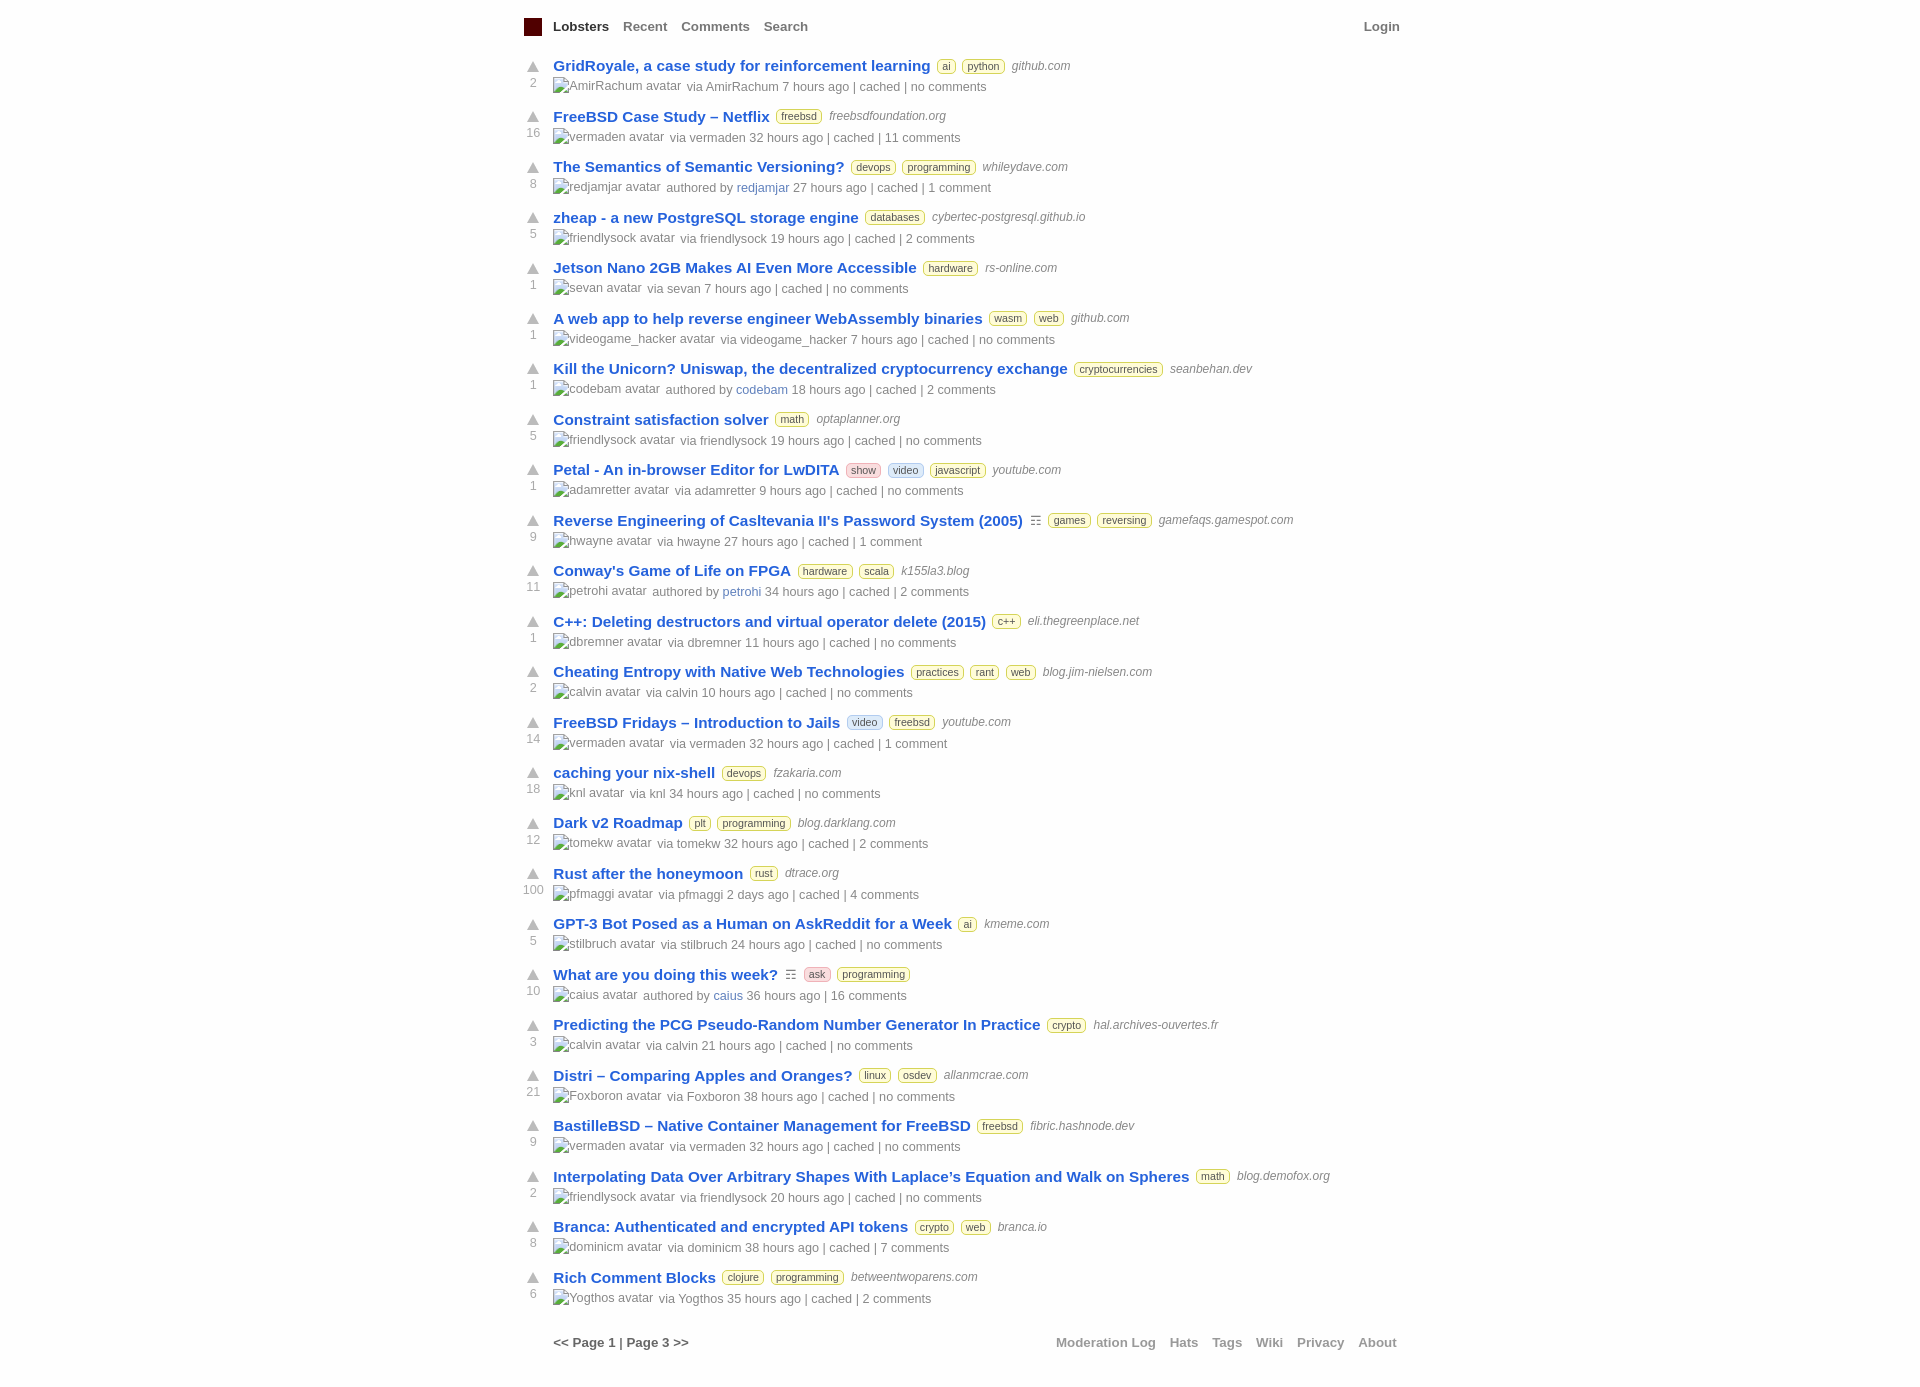 Lobsters Recent Comments Search Login
GridRoyale, a case study for reinforcement learning ai python github.com
2 AmirRachum avatar via AmirRachum 7 hours ago | cached | no comments
FreeBSD Case Study – Netflix freebsd freebsdfoundation.org
16 vermaden avatar via vermaden 32 hours ago | cached | 11 comments
The Semantics of Semantic Versioning? devops programming whileydave.com
8 redjamjar avatar authored by redjamjar 27 hours ago | cached | 1 comment
zheap - a new PostgreSQL storage engine databases cybertec-postgresql.github.io
5 friendlysock avatar via friendlysock 19 hours ago | cached | 2 comments
Jetson Nano 2GB Makes AI Even More Accessible hardware rs-online.com
1 sevan avatar via sevan 7 hours ago | cached | no comments
A web app to help reverse engineer WebAssembly binaries wasm web github.com
1 videogame_hacker avatar via videogame_hacker 7 hours ago | cached | no comments
Kill the Unicorn? Uniswap, the decentralized cryptocurrency exchange cryptocurrencies seanbehan.dev
1 codebam avatar authored by codebam 18 hours ago | cached | 2 comments
Constraint satisfaction solver math optaplanner.org
5 friendlysock avatar via friendlysock 19 hours ago | cached | no comments
Petal - An in-browser Editor for LwDITA show video javascript youtube.com
1 adamretter avatar via adamretter 9 hours ago | cached | no comments
Reverse Engineering of Casltevania II's Password System (2005) ☶ games reversing gamefaqs.gamespot.com
9 hwayne avatar via hwayne 27 hours ago | cached | 1 comment
Conway's Game of Life on FPGA hardware scala k155la3.blog
11 petrohi avatar authored by petrohi 34 hours ago | cached | 2 comments
C++: Deleting destructors and virtual operator delete (2015) c++ eli.thegreenplace.net
1 dbremner avatar via dbremner 11 hours ago | cached | no comments
Cheating Entropy with Native Web Technologies practices rant web blog.jim-nielsen.com
2 calvin avatar via calvin 10 hours ago | cached | no comments
FreeBSD Fridays – Introduction to Jails video freebsd youtube.com
14 vermaden avatar via vermaden 32 hours ago | cached | 1 comment
caching your nix-shell devops fzakaria.com
18 knl avatar via knl 34 hours ago | cached | no comments
Dark v2 Roadmap plt programming blog.darklang.com
12 tomekw avatar via tomekw 32 hours ago | cached | 2 comments
Rust after the honeymoon rust dtrace.org
100 pfmaggi avatar via pfmaggi 2 days ago | cached | 4 comments
GPT-3 Bot Posed as a Human on AskReddit for a Week ai kmeme.com
5 stilbruch avatar via stilbruch 24 hours ago | cached | no comments
What are you doing this week? ☶ ask programming
10 caius avatar authored by caius 36 hours ago | 16 comments
Predicting the PCG Pseudo-Random Number Generator In Practice crypto hal.archives-ouvertes.fr
3 calvin avatar via calvin 21 hours ago | cached | no comments
Distri – Comparing Apples and Oranges? linux osdev allanmcrae.com
21 Foxboron avatar via Foxboron 38 hours ago | cached | no comments
BastilleBSD – Native Container Management for FreeBSD freebsd fibric.hashnode.dev
9 vermaden avatar via vermaden 32 hours ago | cached | no comments
Interpolating Data Over Arbitrary Shapes With Laplace’s Equation and Walk on Spheres math blog.demofox.org
2 friendlysock avatar via friendlysock 20 hours ago | cached | no comments
Branca: Authenticated and encrypted API tokens crypto web branca.io
8 dominicm avatar via dominicm 38 hours ago | cached | 7 comments
Rich Comment Blocks clojure programming betweentwoparens.com
6 Yogthos avatar via Yogthos 35 hours ago | cached | 2 comments
<< Page 1 | Page 3 >> Moderation Log Hats Tags Wiki Privacy About